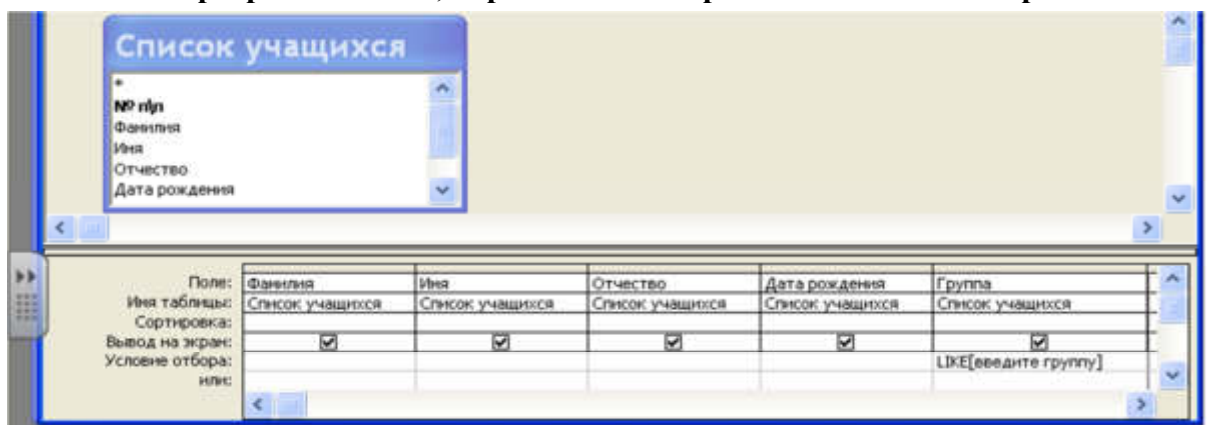 Список учащихся
*
№ п\п
Фамилия
Имя
Отчество
Дата рождения
Поле: Фамилия Имя Отчество Дата рождения Группа
Имя таблицы: Список учащихся Список учащихся Список учащихся Список учащихся Список учащихся
Сортировка:
Вывод на экран:
Условие отбора: LIKE[введите группу]
или: